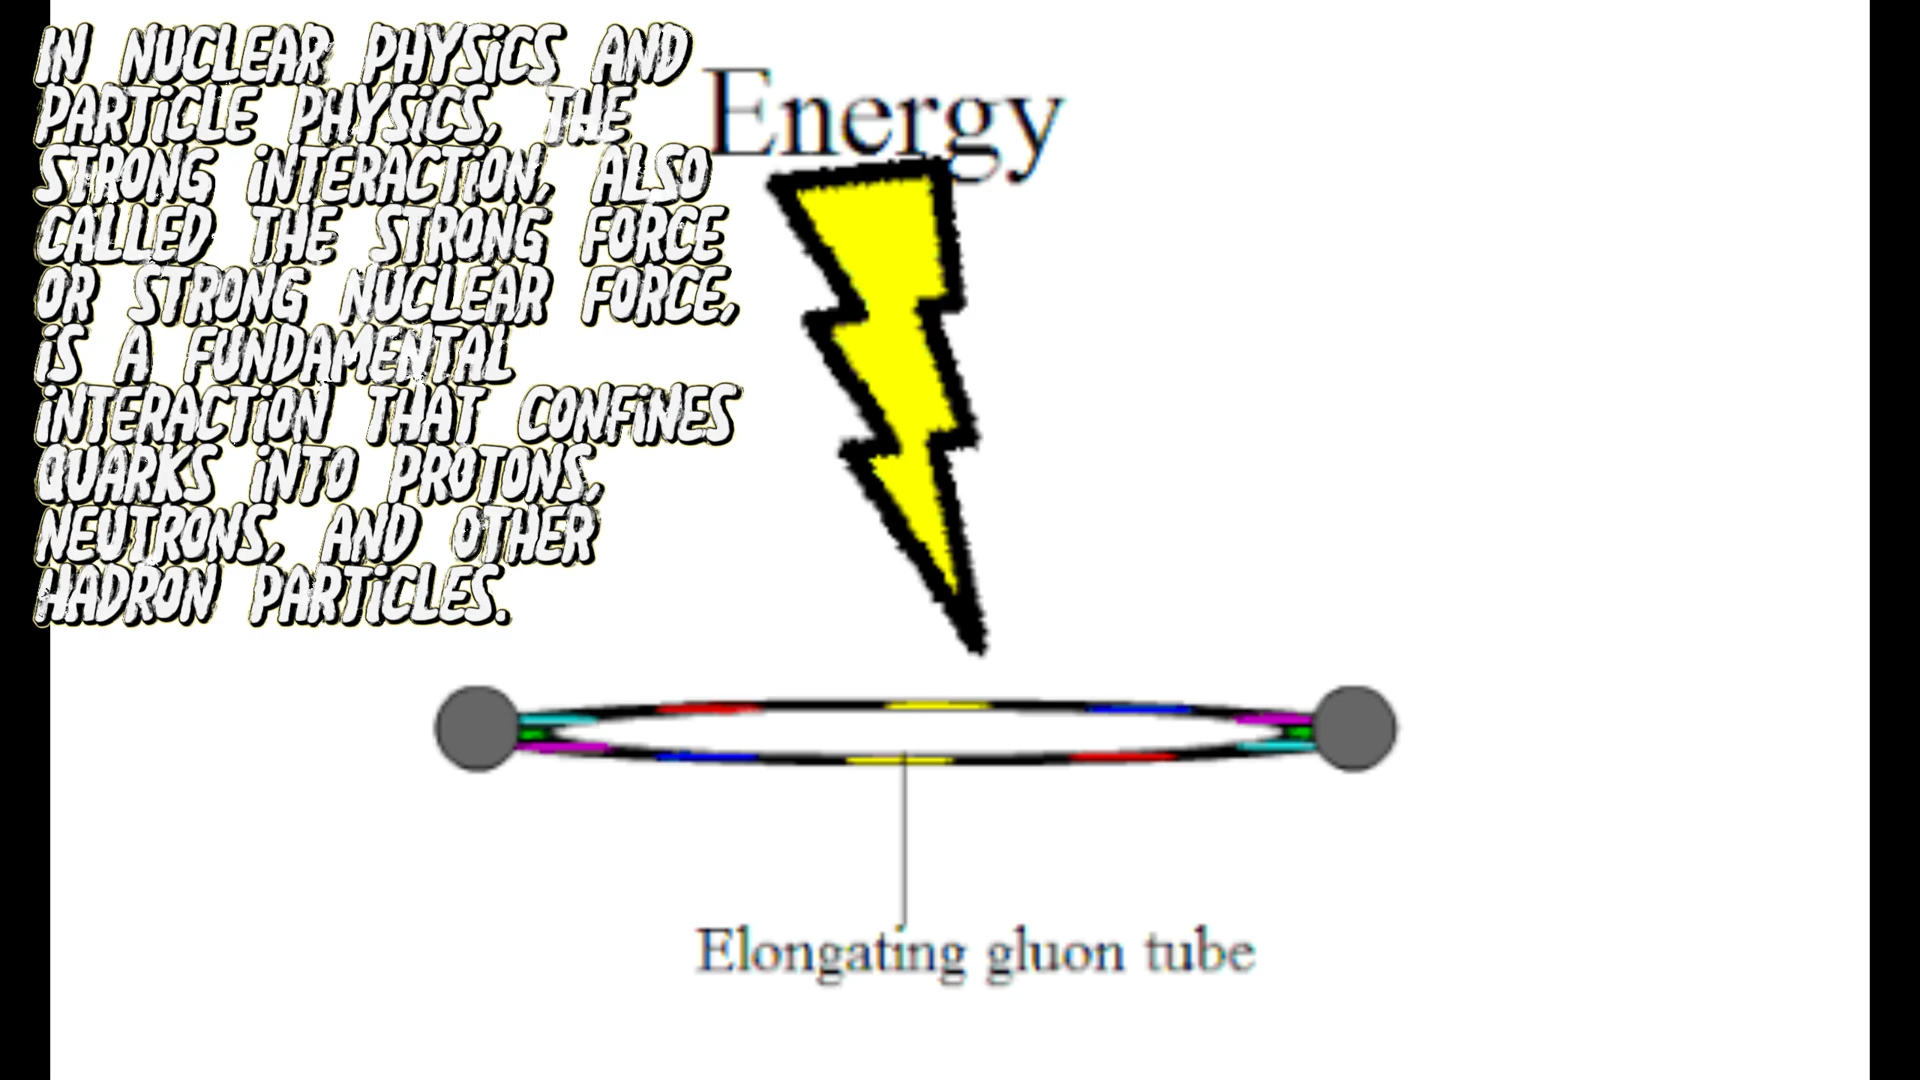 IN NUCLEAR PHYSICS AND
PARTICLE PHYSICS, THE
STRONG INTERACTION, ALSO
CALLED THE STRONG FORCE
OR STRONG NUCLEAR FORCE,
IS A FUNDAMENTAL
INTERACTION THAT CONFINES
QUARKS INTO PROTONS,
NEUTRONS, AND OTHER
HADRON PARTICLES.
Energy
Elongating gluon tube